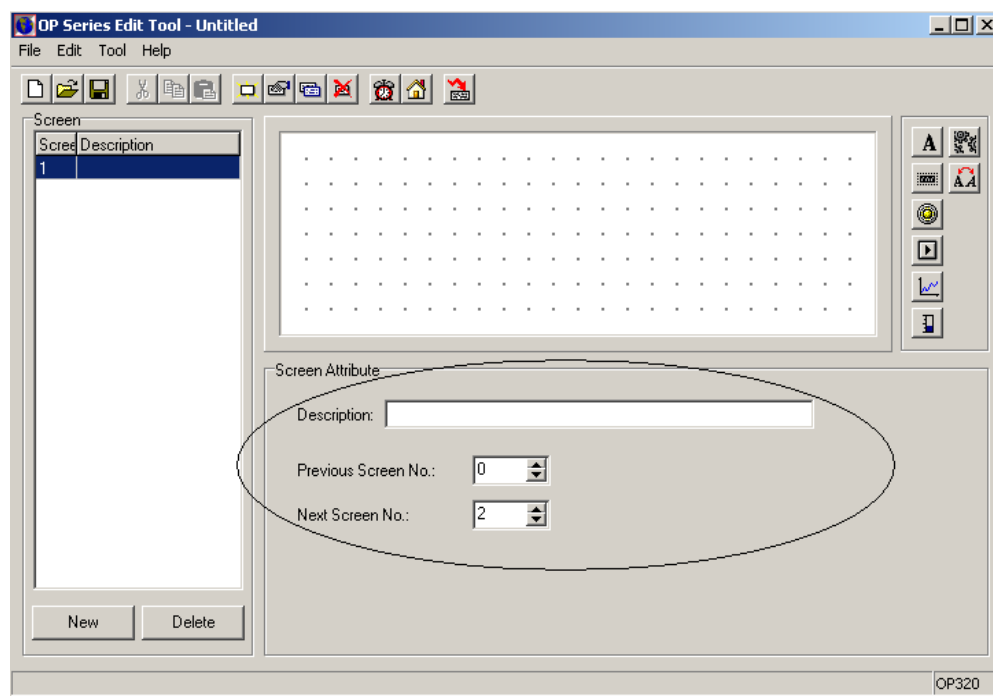 OP Series Edit Tool - Untitled
File Edit Tool Help
Screen
Scree Description
1
A
A A
Screen Attribute
Description:
Previous Screen No.: 0
Next Screen No.: 2
New Delete
OP320